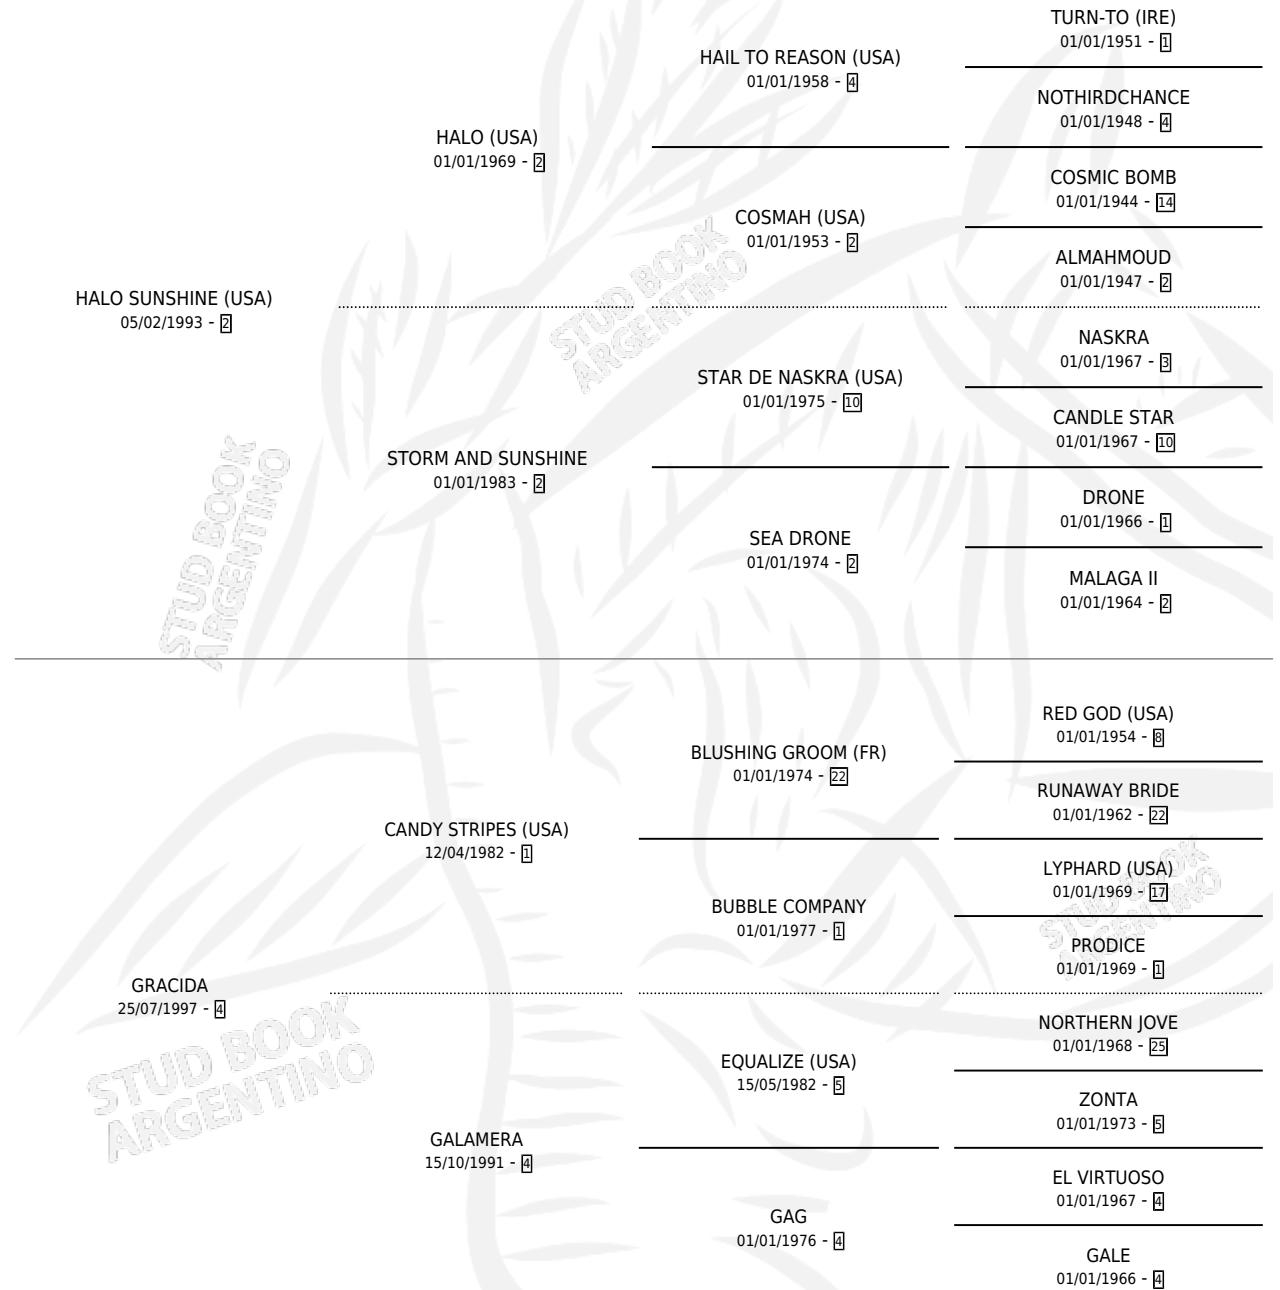 TURN-TO (IRE)
01/01/1951 - 1
HAIL TO REASON (USA)
01/01/1958 - 4
NOTHIRDCHANCE
01/01/1948 - 4
HALO (USA)
01/01/1969 - 2
COSMIC BOMB
01/01/1944 - 14
COSMAH (USA)
01/01/1953 - 2
ALMAHMOUD
01/01/1947 - 2
HALO SUNSHINE (USA)
05/02/1993 - 2
NASKRA
01/01/1967 - 3
STAR DE NASKRA (USA)
01/01/1975 - 10
CANDLE STAR
01/01/1967 - 10
STORM AND SUNSHINE
01/01/1983 - 2
DRONE
01/01/1966 - 1
SEA DRONE
01/01/1974 - 2
MALAGA II
01/01/1964 - 2
STUD BOOK
ARGENTINO
STUD BOOK
ARGENTINO
RED GOD (USA)
01/01/1954 - 8
BLUSHING GROOM (FR)
01/01/1974 - 22
RUNAWAY BRIDE
01/01/1962 - 22
CANDY STRIPES (USA)
12/04/1982 - 1
LYPHARD (USA)
01/01/1969 - 17
BUBBLE COMPANY
01/01/1977 - 1
PRODICE
01/01/1969 - 1
GRACIDA
25/07/1997 - 4
NORTHERN JOVE
01/01/1968 - 25
EQUALIZE (USA)
15/05/1982 - 5
ZONTA
01/01/1973 - 5
GALAMERA
15/10/1991 - 4
EL VIRTUOSO
01/01/1967 - 4
GAG
01/01/1976 - 4
GALE
01/01/1966 - 4
STUD BOOK
ARGENTINO
STUD BOOK
ARGENTINO